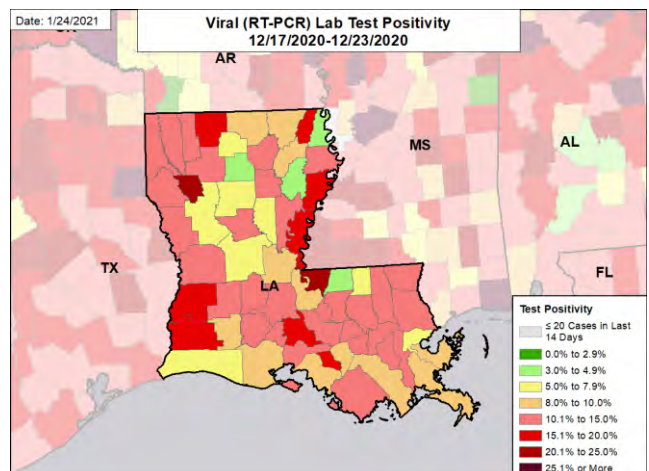 Date: 1/24/2021
Viral (RT-PCR) Lab Test Positivity
12/17/2020-12/23/2020
AR
MS
AL
TX
LA
FL
Test Positivity
≤ 20 Cases in Last
14 Days
0.0% to 2.9%
3.0% to 4.9%
5.0% to 7.9%
8.0% to 10.0%
10.1% to 15.0%
15.1% to 20.0%
20.1% to 25.0%
25.1% or More